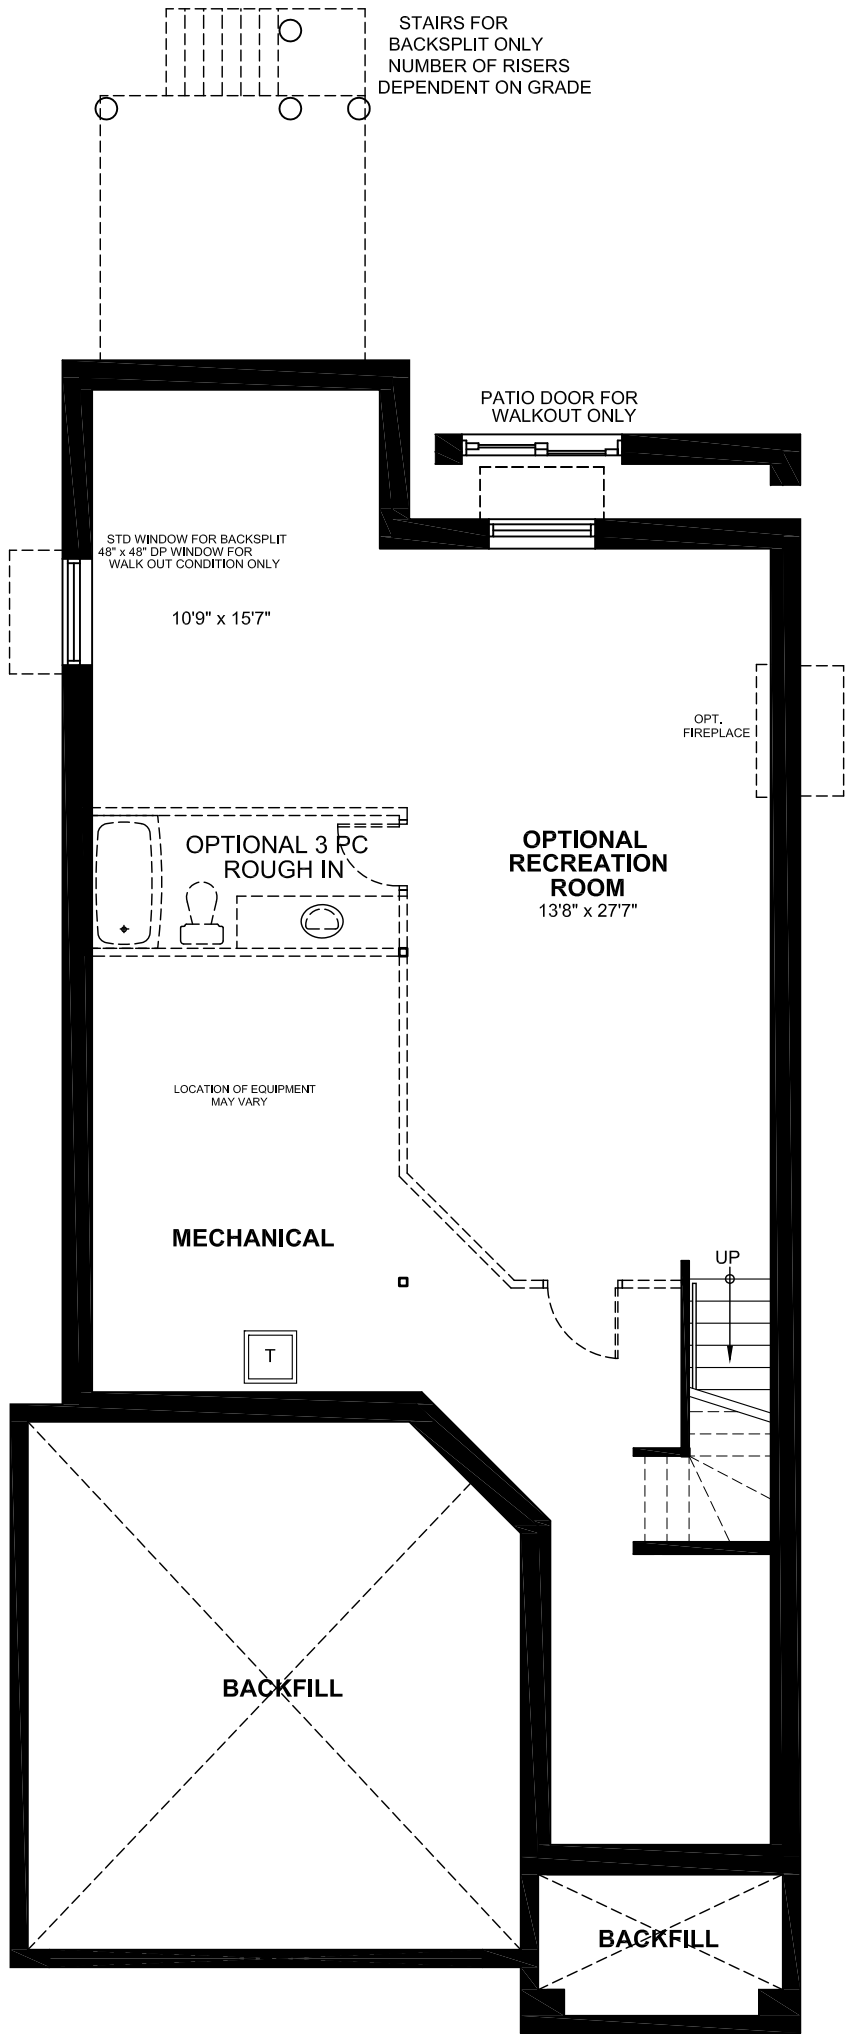 STAIRS FOR
BACKSPLIT ONLY
NUMBER OF RISERS
DEPENDENT ON GRADE
PATIO DOOR FOR
WALKOUT ONLY
STD WINDOW FOR BACKSPLIT
48" x 48" DP WINDOW FOR
WALK OUT CONDITION ONLY
10'9" x 15'7"
OPT.
FIREPLACE
OPTIONAL 3 PC
ROUGH IN
OPTIONAL
RECREATION
ROOM
13'8" x 27'7"
LOCATION OF EQUIPMENT
MAY VARY
MECHANICAL
UP
T
BACKFILL
BACKFILL